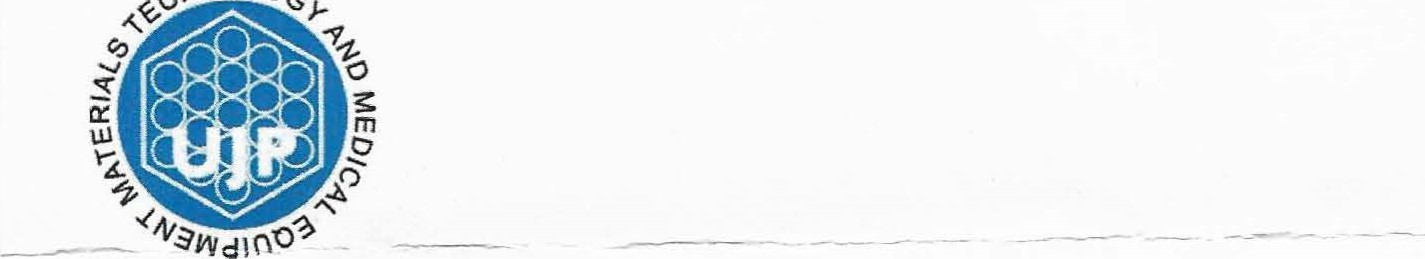 MATERIALS
AND MEDICAL EQUIPMENT
UJP